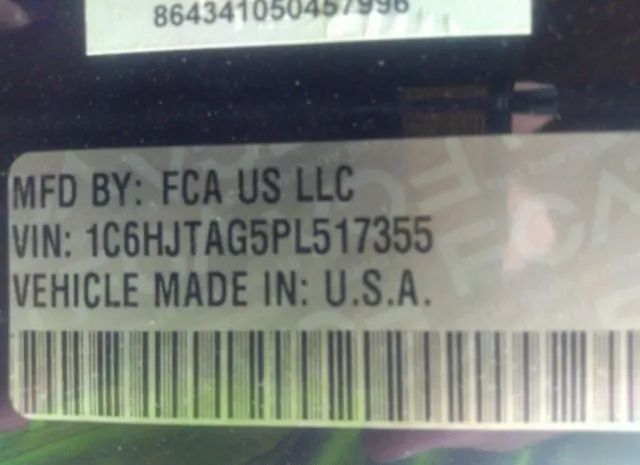 864341050457996
MFD BY: FCA US LLC
VIN: 1C6HJTAG5PL517355
VEHICLE MADE IN: U.S.A.